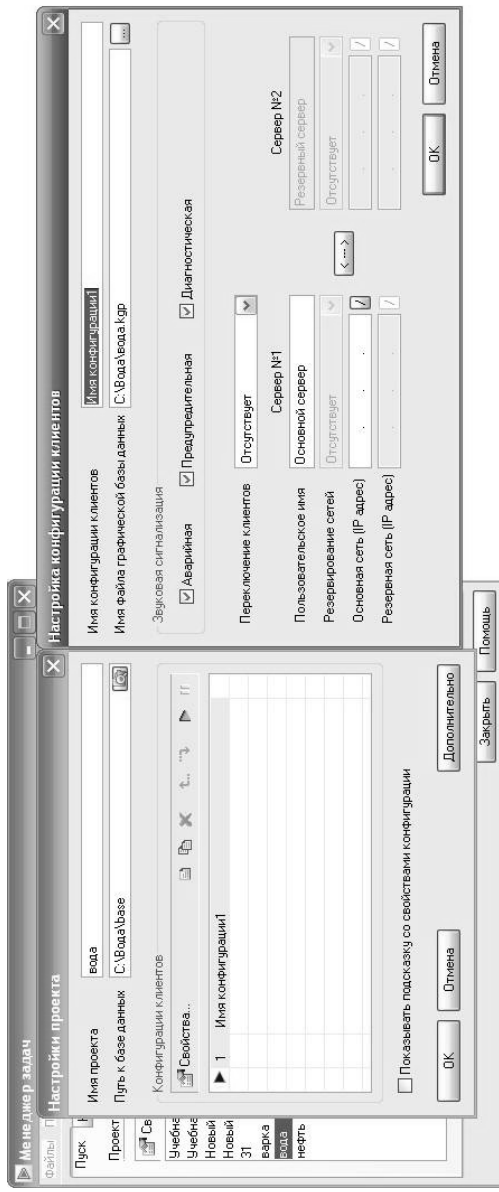 Менеджер задач
Файлы
Пуск
Проект
Св
Учебна
Учебна
Новый
Новый
31
варка
вода
нефть
Закрыть
Помощь
Настройки проекта
Имя проекта
вода
Путь к базе данных
C:\Вода\base
Конфигурации клиентов
Свойства...
1 Имя конфигурации1
Показывать подсказку со свойствами конфигурации
OK
Отмена
Дополнительно
Настройка конфигурации клиентов
Имя конфигурации клиентов
Имя конфигурации1
Имя файла графической базы данных
C:\Вода\вода.kgp
...
Звуковая сигнализация
Аварийная
Предупредительная
Диагностическая
Переключение клиентов
Отсутствует
Сервер №1
Сервер №2
Пользовательское имя
Основной сервер
Резервный сервер
Резервирование сетей
Отсутствует
< --- >
Отсутствует
Основная сеть (IP адрес)
. . . /
. . . /
Резервная сеть (IP адрес)
. . . /
. . . /
OK
Отмена